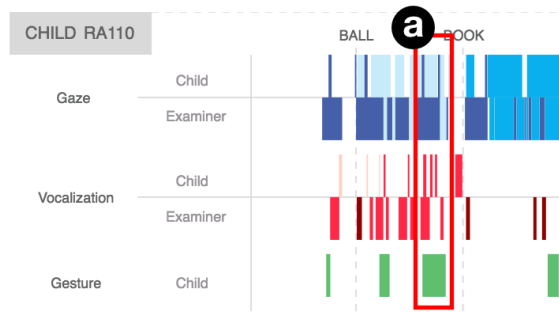 CHILD RA110
BALL
a
BOOK
Gaze
Child
Examiner
Vocalization
Child
Examiner
Gesture
Child